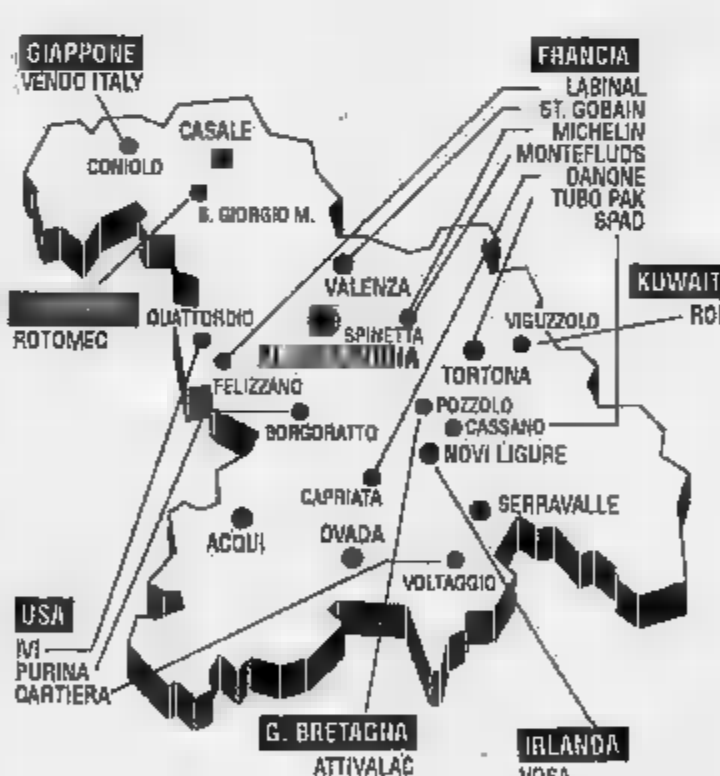 GIAPPONE
VENDO ITALY
CONIOLO
CASALE
S. GIORGIO M.
FRANCIA
LABINAL
ST. GOBAIN
MICHELIN
MONTEFLUOS
DANONE
TUBO PAK
SPAD
KUWAIT
ROTOMEC
QUATTORDIO
VALENZA
SPINETTA
VIGUZZOLO
TORTONA
FELIZZANO
BORGORATTO
POZZOLO
CASSANO
NOVI LIGURE
CAPRIATA
SERRAVALLE
ACQUI
OVADA
VOLTAGGIO
USA
IVI
PURINA
CARTIERA
G. BRETAGNA
ATTIVALAC
IRLANDA